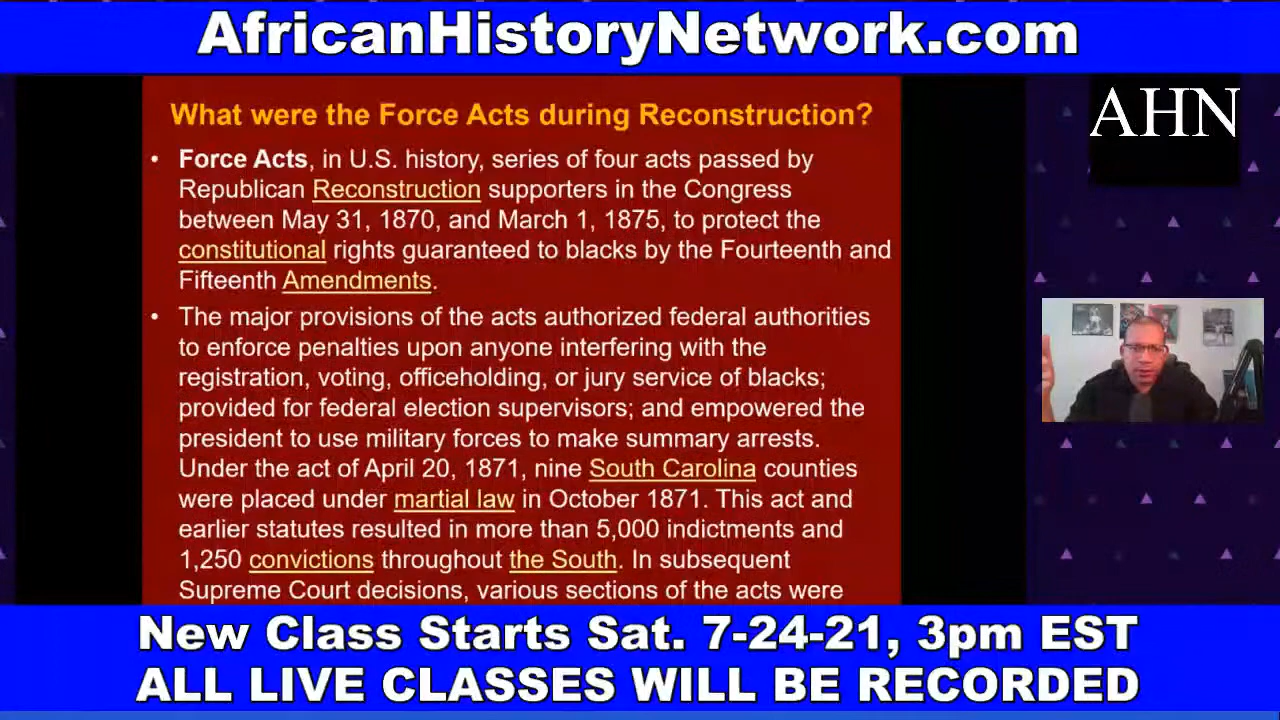 AfricanHistoryNetwork.com
AHN
What were the Force Acts during Reconstruction?
• Force Acts, in U.S. history, series of four acts passed by
Republican Reconstruction supporters in the Congress
between May 31, 1870, and March 1, 1875, to protect the
constitutional rights guaranteed to blacks by the Fourteenth and
Fifteenth Amendments.
• The major provisions of the acts authorized federal authorities
to enforce penalties upon anyone interfering with the
registration, voting, officeholding, or jury service of blacks;
provided for federal election supervisors; and empowered the
president to use military forces to make summary arrests.
Under the act of April 20, 1871, nine South Carolina counties
were placed under martial law in October 1871. This act and
earlier statutes resulted in more than 5,000 indictments and
1,250 convictions throughout the South. In subsequent
Supreme Court decisions, various sections of the acts were
New Class Starts Sat. 7-24-21, 3pm EST
ALL LIVE CLASSES WILL BE RECORDED